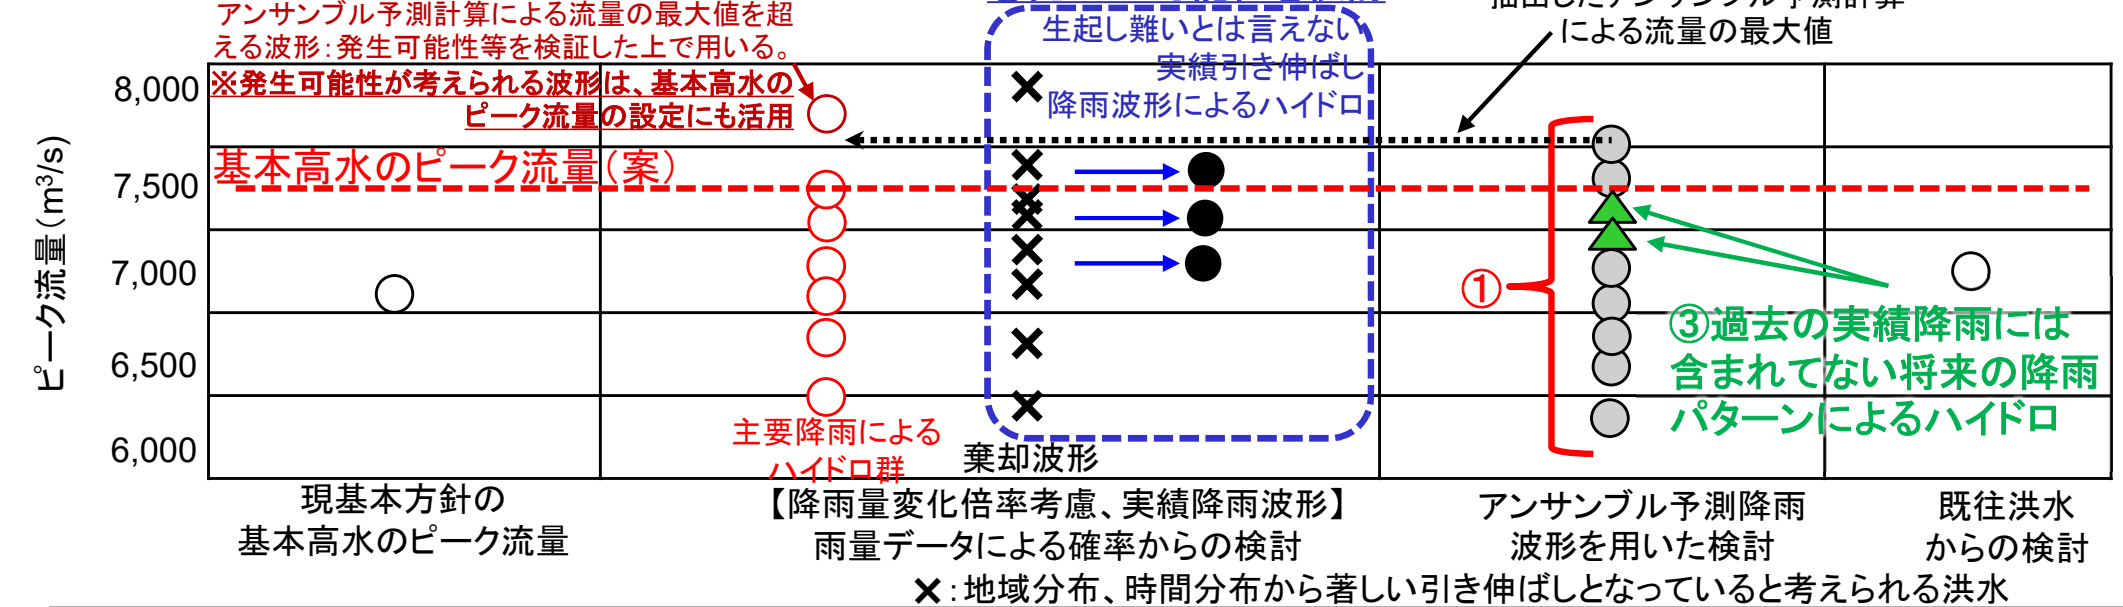 アンサンブル予測計算による流量の最大値を超
える波形：発生可能性等を検証した上で用いる。
※発生可能性が考えられる波形は、基本高水の
ピーク流量の設定にも活用
生起し難いとは言えない
実績引き伸ばし
降雨波形によるハイドロ
抽出したアンサンブル予測計算
による流量の最大値
ピーク流量（m³/s）
8,000
7,500
7,000
6,500
6,000
基本高水のピーク流量（案）
①
③過去の実績降雨には
含まれてない将来の降雨
パターンによるハイドロ
主要降雨による
ハイドロ群
棄却波形
現基本方針の
基本高水のピーク流量
【降雨量変化倍率考慮、実績降雨波形】
雨量データによる確率からの検討
アンサンブル予測降雨
波形を用いた検討
既往洪水
からの検討
×：地域分布、時間分布から著しい引き伸ばしとなっていると考えられる洪水